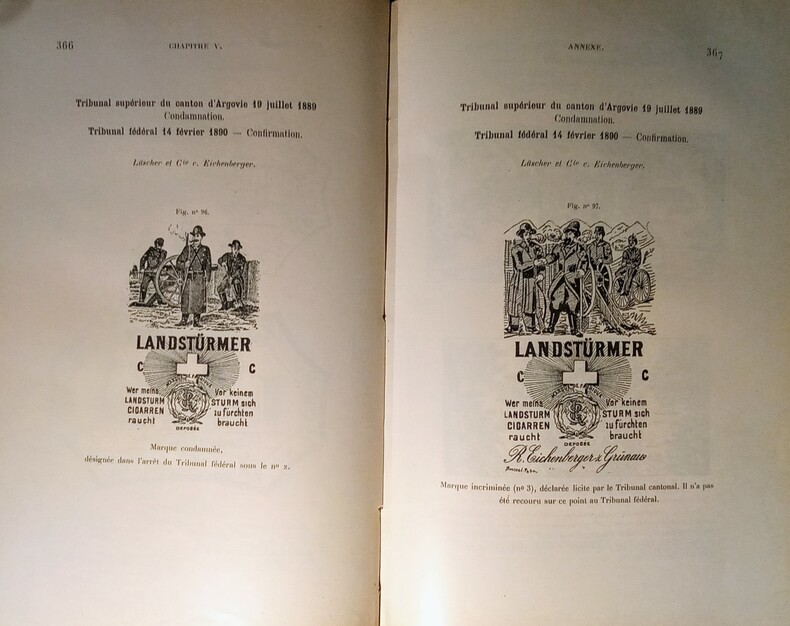 366
CHAPITRE V.
Tribunal supérieur du canton d'Argovie 19 juillet 1889
Condamnation.
Tribunal fédéral 14 février 1890 — Confirmation.
Lüscher et Cie c. Eichenberger.
Fig. nº 96.
LANDSTÜRMER
C C
Wer meine Vor keinem
LANDSTURM STURM sich
CIGARREN zu fürchten
raucht braucht
DEPOSÉE
Marque condamnée,
désignée dans l'arrêt du Tribunal fédéral sous le nº 2.
ANNEXE.
367
Tribunal supérieur du canton d'Argovie 19 juillet 1889
Condamnation.
Tribunal fédéral 14 février 1890 — Confirmation.
Lüscher et Cie c. Eichenberger.
Fig. nº 97.
LANDSTÜRMER
C C
Wer meine Vor keinem
LANDSTURM STURM sich
CIGARREN zu fürchten
raucht braucht
DEPOSÉE
R. Eichenberger z. Grünau
Marque incriminée (nº 3), déclarée licite par le Tribunal cantonal. Il n'a pas
été recouru sur ce point au Tribunal fédéral.